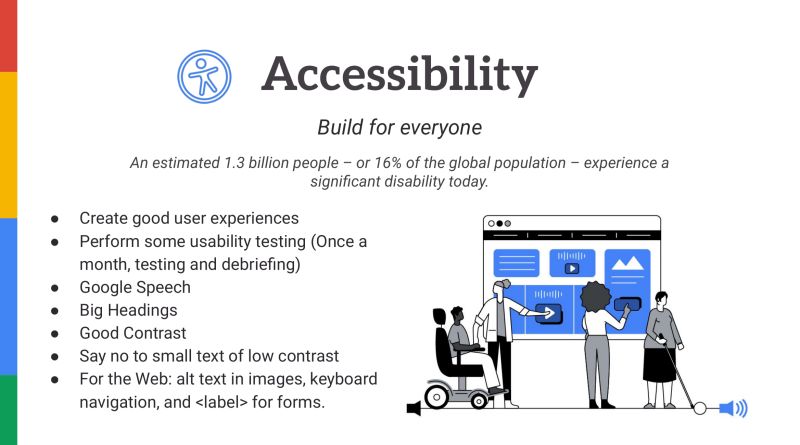 Accessibility
Build for everyone
An estimated 1.3 billion people – or 16% of the global population – experience a
significant disability today.
● Create good user experiences
● Perform some usability testing (Once a
month, testing and debriefing)
● Google Speech
● Big Headings
● Good Contrast
● Say no to small text of low contrast
● For the Web: alt text in images, keyboard
navigation, and <label> for forms.